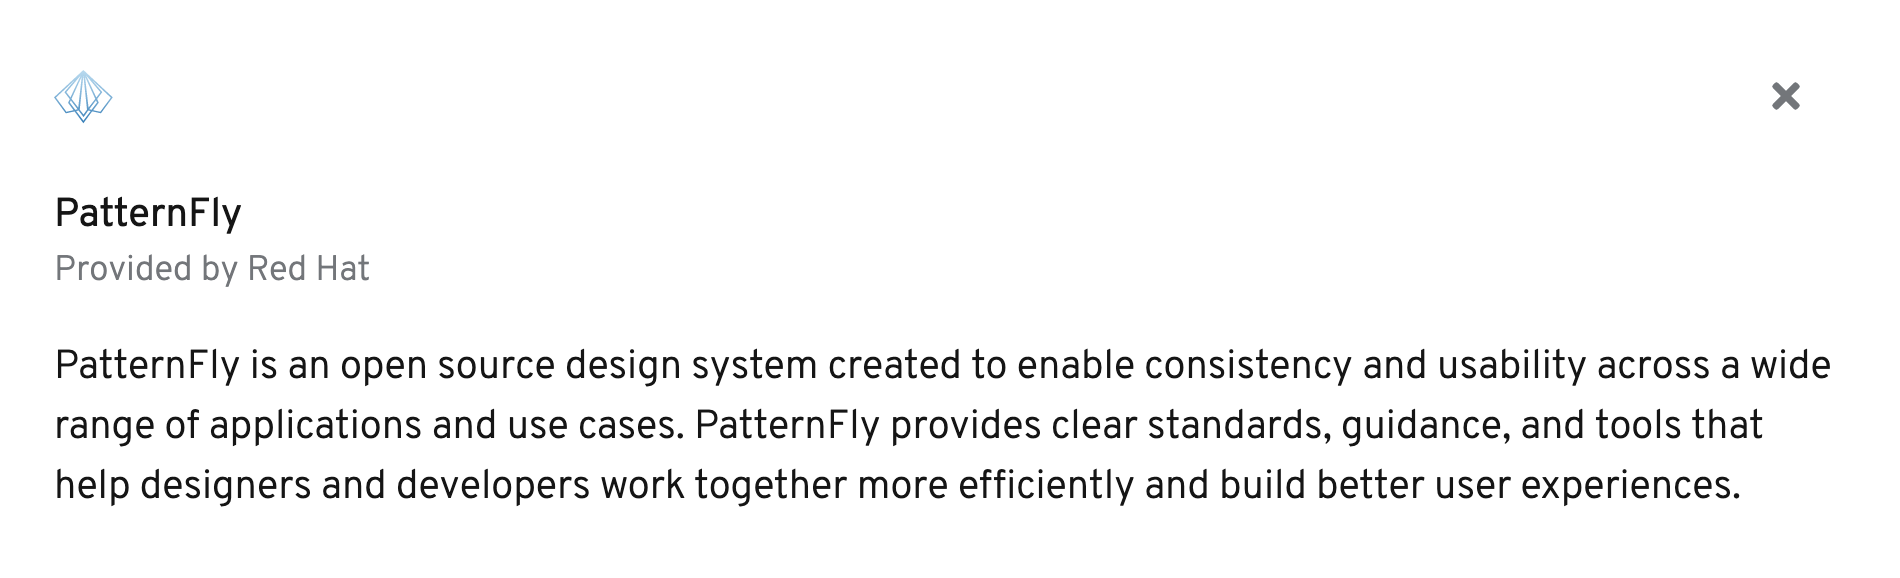 PatternFly
Provided by Red Hat
PatternFly is an open source design system created to enable consistency and usability across a wide
range of applications and use cases. PatternFly provides clear standards, guidance, and tools that
help designers and developers work together more efficiently and build better user experiences.